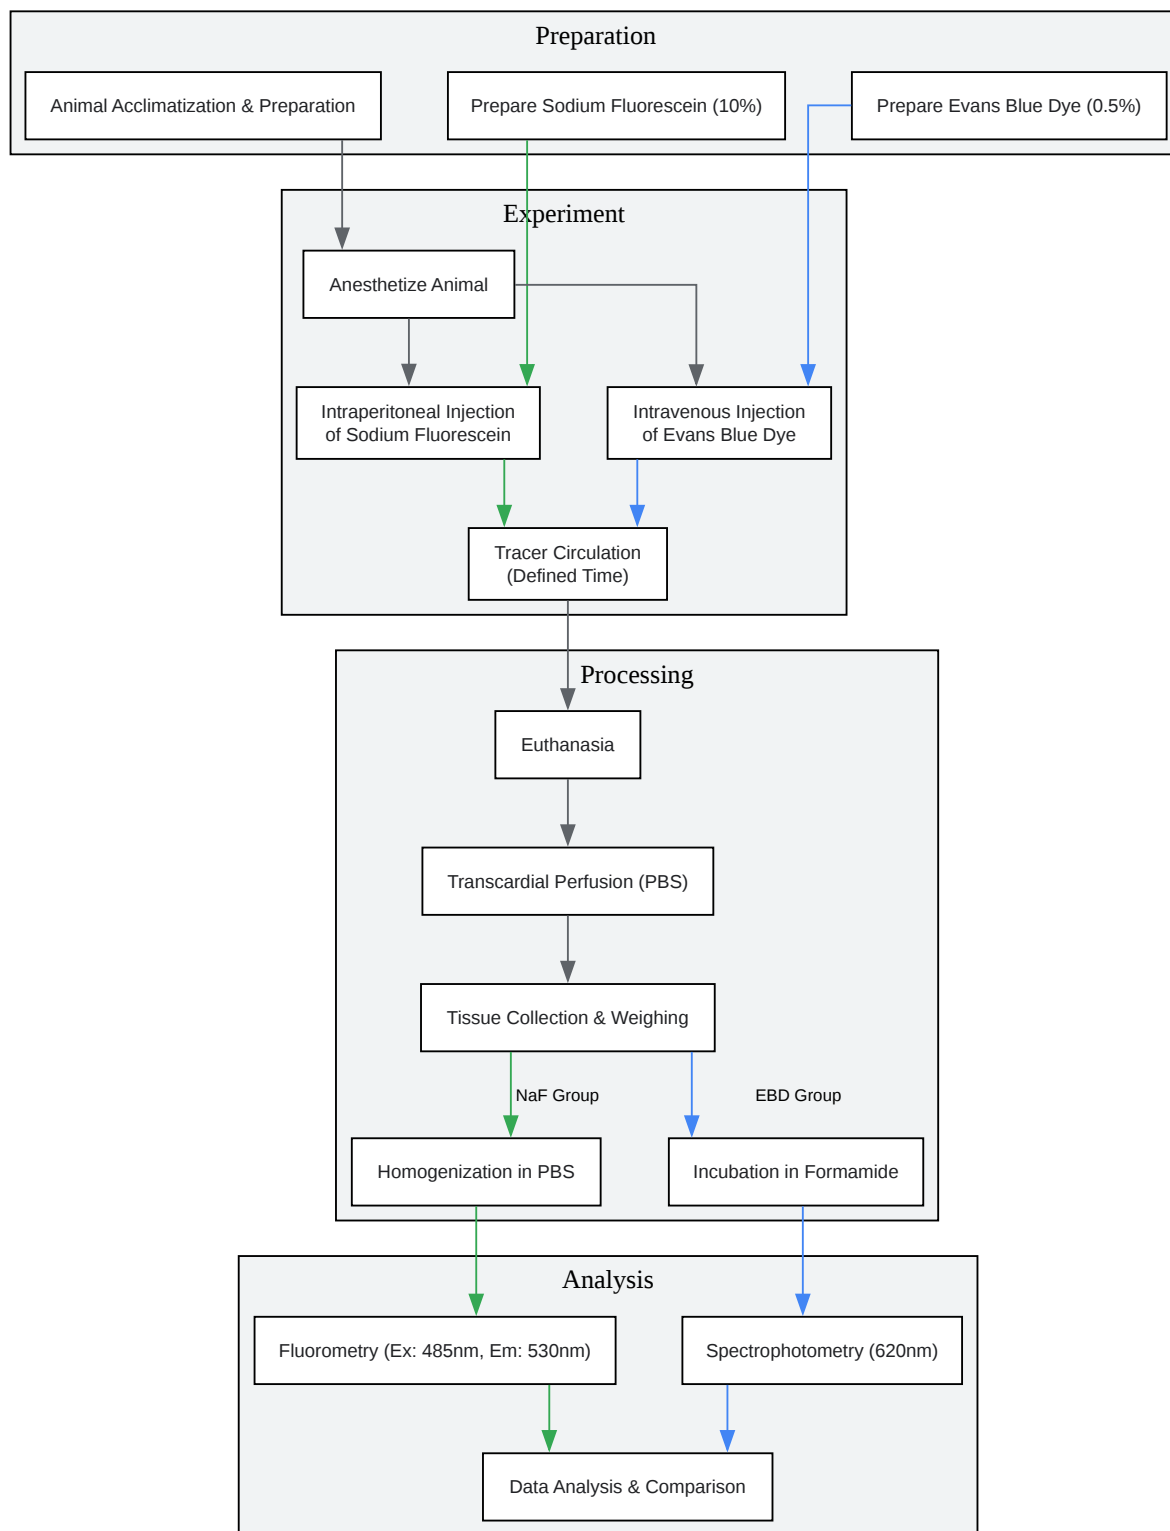 Preparation
Animal Acclimatization & Preparation
Prepare Sodium Fluorescein (10%)
Prepare Evans Blue Dye (0.5%)
Experiment
Anesthetize Animal
Intraperitoneal Injection
of Sodium Fluorescein
Intravenous Injection
of Evans Blue Dye
Tracer Circulation
(Defined Time)
Processing
Euthanasia
Transcardial Perfusion (PBS)
Tissue Collection & Weighing
NaF Group
EBD Group
Homogenization in PBS
Incubation in Formamide
Analysis
Fluorometry (Ex: 485nm, Em: 530nm)
Spectrophotometry (620nm)
Data Analysis & Comparison